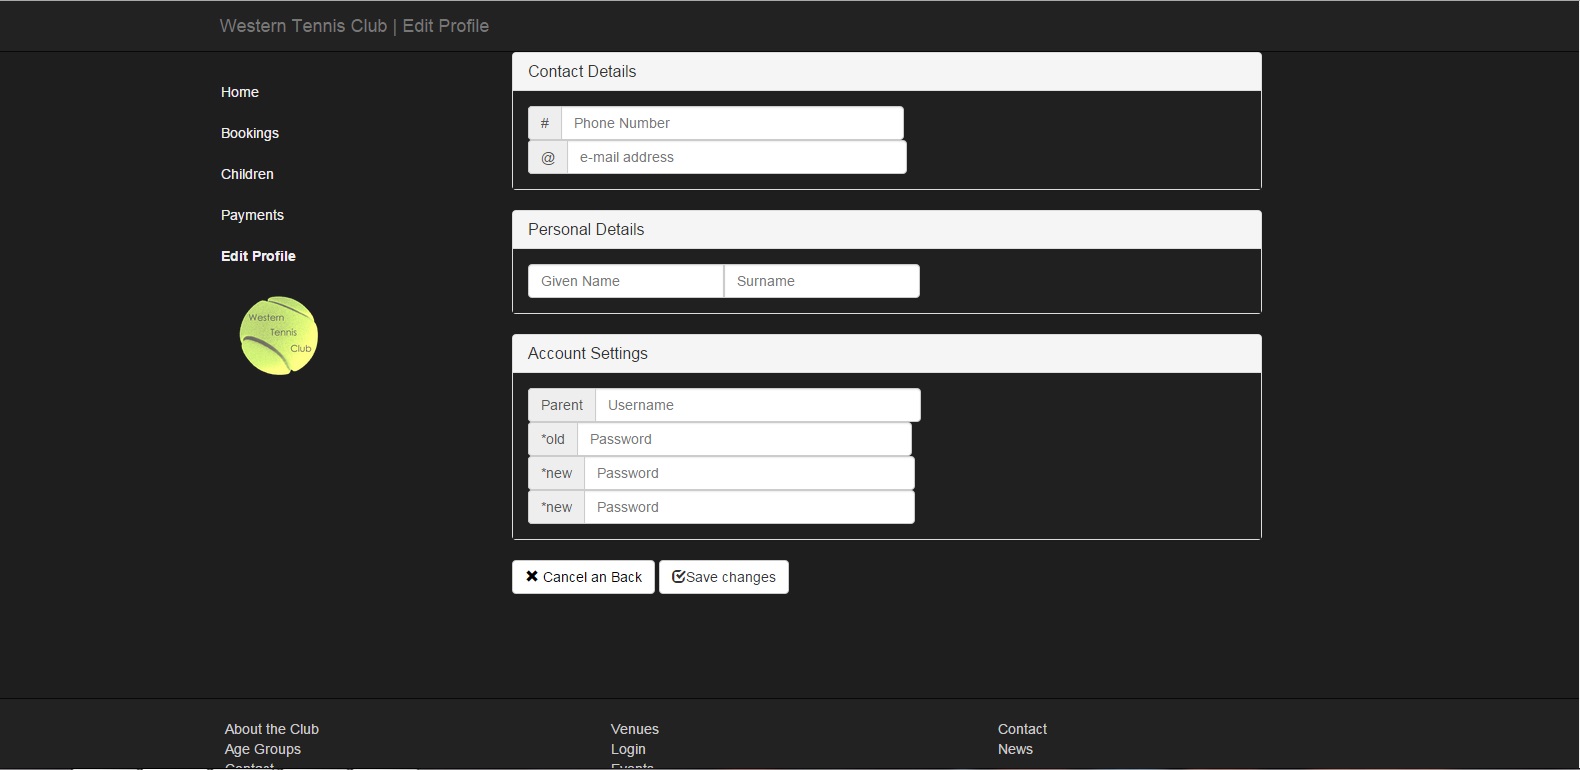 Western Tennis Club | Edit Profile
Home
Bookings
Children
Payments
Edit Profile
Western
Tennis
Club
Contact Details
# Phone Number
@ e-mail address
Personal Details
Given Name Surname
Account Settings
Parent Username
*old Password
*new Password
*new Password
Cancel an Back Save changes
About the Club Venues Contact
Age Groups Login News
Contact Events